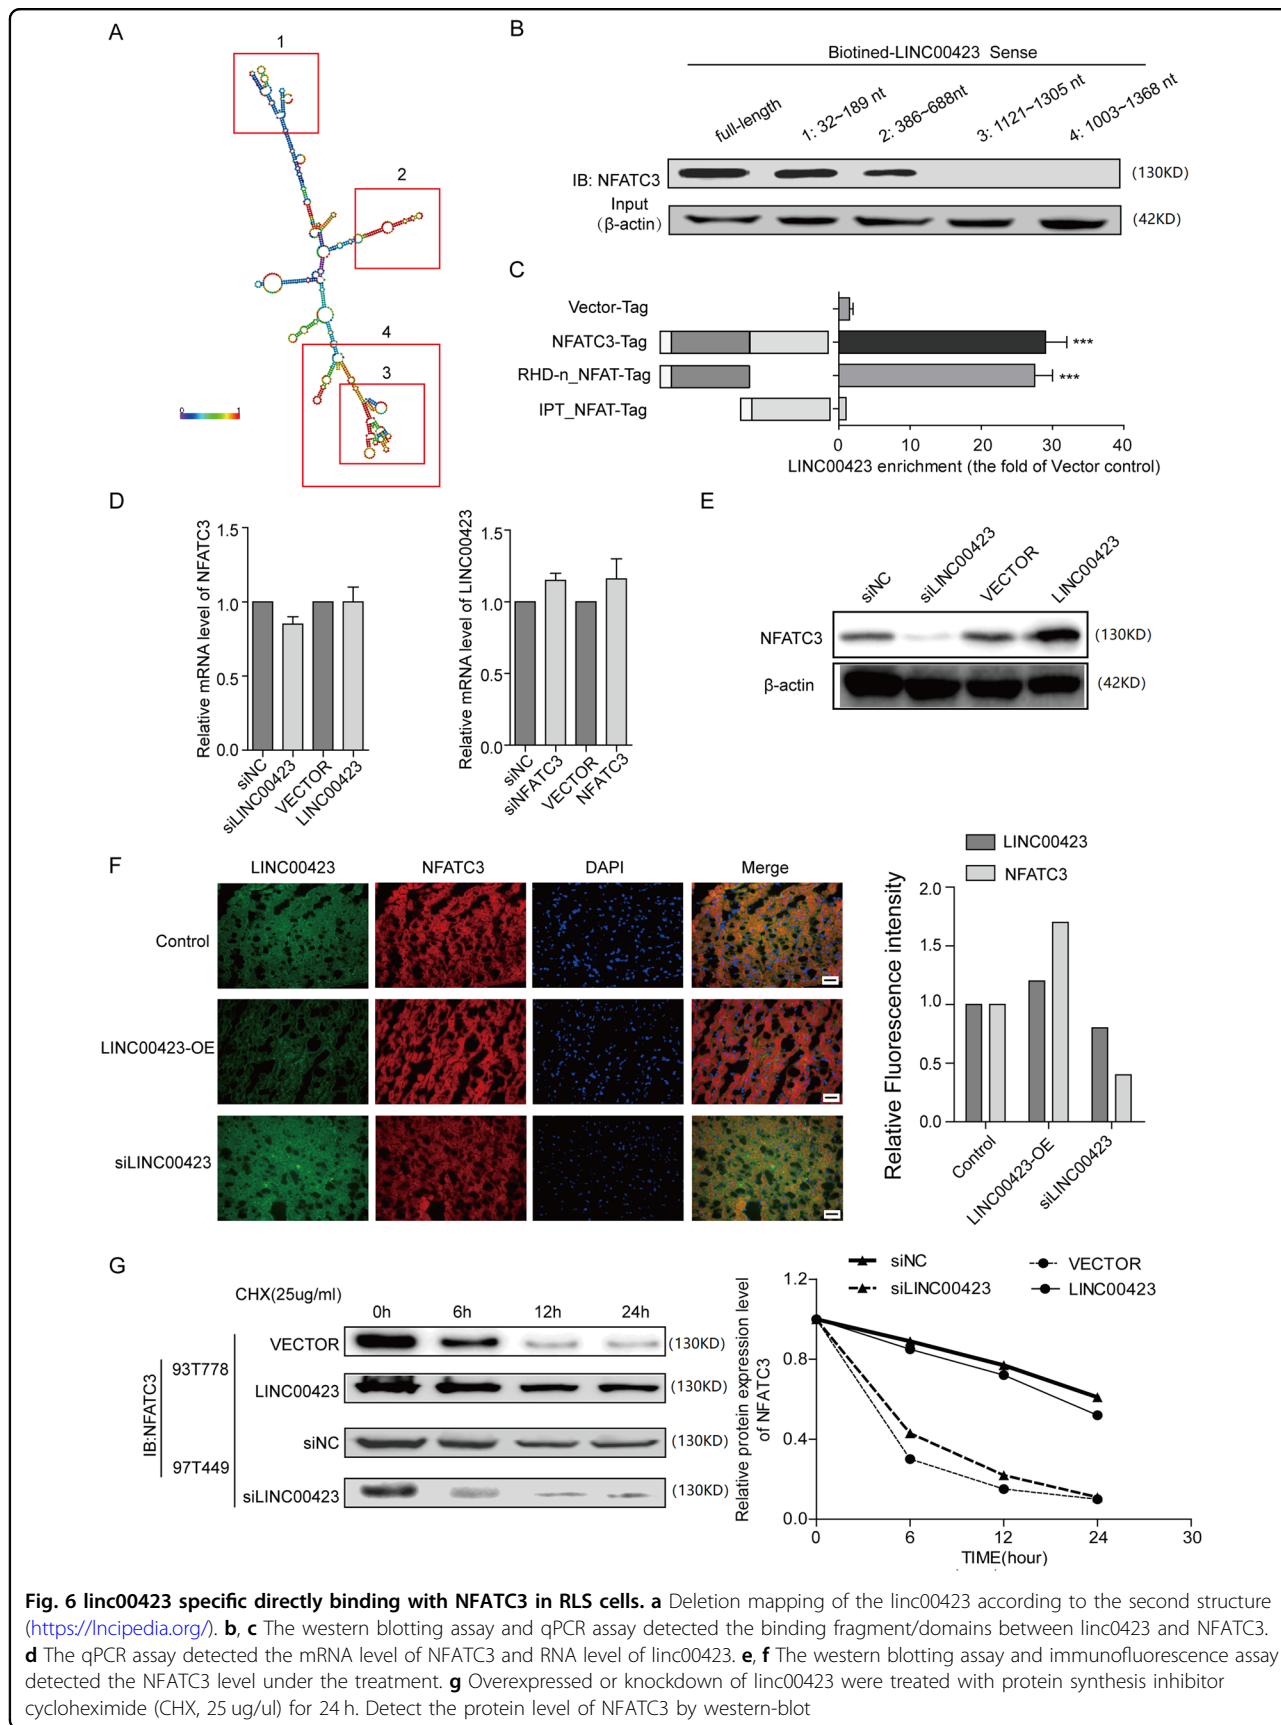 A
1
2
4
3
0 1
B
Biotined-LINC00423 Sense
full-length
1: 32~189 nt
2: 386~688nt
3: 1121~1305 nt
4: 1003~1368 nt
IB: NFATC3
(130KD)
Input
(β-actin)
(42KD)
C
Vector-Tag
NFATC3-Tag
***
RHD-n_NFAT-Tag
***
IPT_NFAT-Tag
0 10 20 30 40
LINC00423 enrichment (the fold of Vector control)
D
Relative mRNA level of NFATC3
1.5
1.0
0.5
0.0
siNC
siLINC00423
VECTOR
LINC00423
Relative mRNA level of LINC00423
1.5
1.0
0.5
0.0
siNC
siNFATC3
VECTOR
NFATC3
E
siNC
siLINC00423
VECTOR
LINC00423
NFATC3
(130KD)
β-actin
(42KD)
F
LINC00423 NFATC3 DAPI Merge
Control
LINC00423-OE
siLINC00423
LINC00423
NFATC3
Relative Fluorescence intensity
2.0
1.5
1.0
0.5
0.0
Control
LINC00423-OE
siLINC00423
G
CHX(25ug/ml)
0h 6h 12h 24h
IB:NFATC3
93T778
97T449
VECTOR
(130KD)
LINC00423
(130KD)
siNC
(130KD)
siLINC00423
(130KD)
siNC
siLINC00423
VECTOR
LINC00423
Relative protein expression level
of NFATC3
1.2
0.8
0.4
0.0
0 6 12 24 30
TIME(hour)
Fig. 6 linc00423 specific directly binding with NFATC3 in RLS cells. a Deletion mapping of the linc00423 according to the second structure
(https://lncipedia.org/). b, c The western blotting assay and qPCR assay detected the binding fragment/domains between linc0423 and NFATC3.
d The qPCR assay detected the mRNA level of NFATC3 and RNA level of linc00423. e, f The western blotting assay and immunofluorescence assay
detected the NFATC3 level under the treatment. g Overexpressed or knockdown of linc00423 were treated with protein synthesis inhibitor
cycloheximide (CHX, 25 ug/ul) for 24 h. Detect the protein level of NFATC3 by western-blot